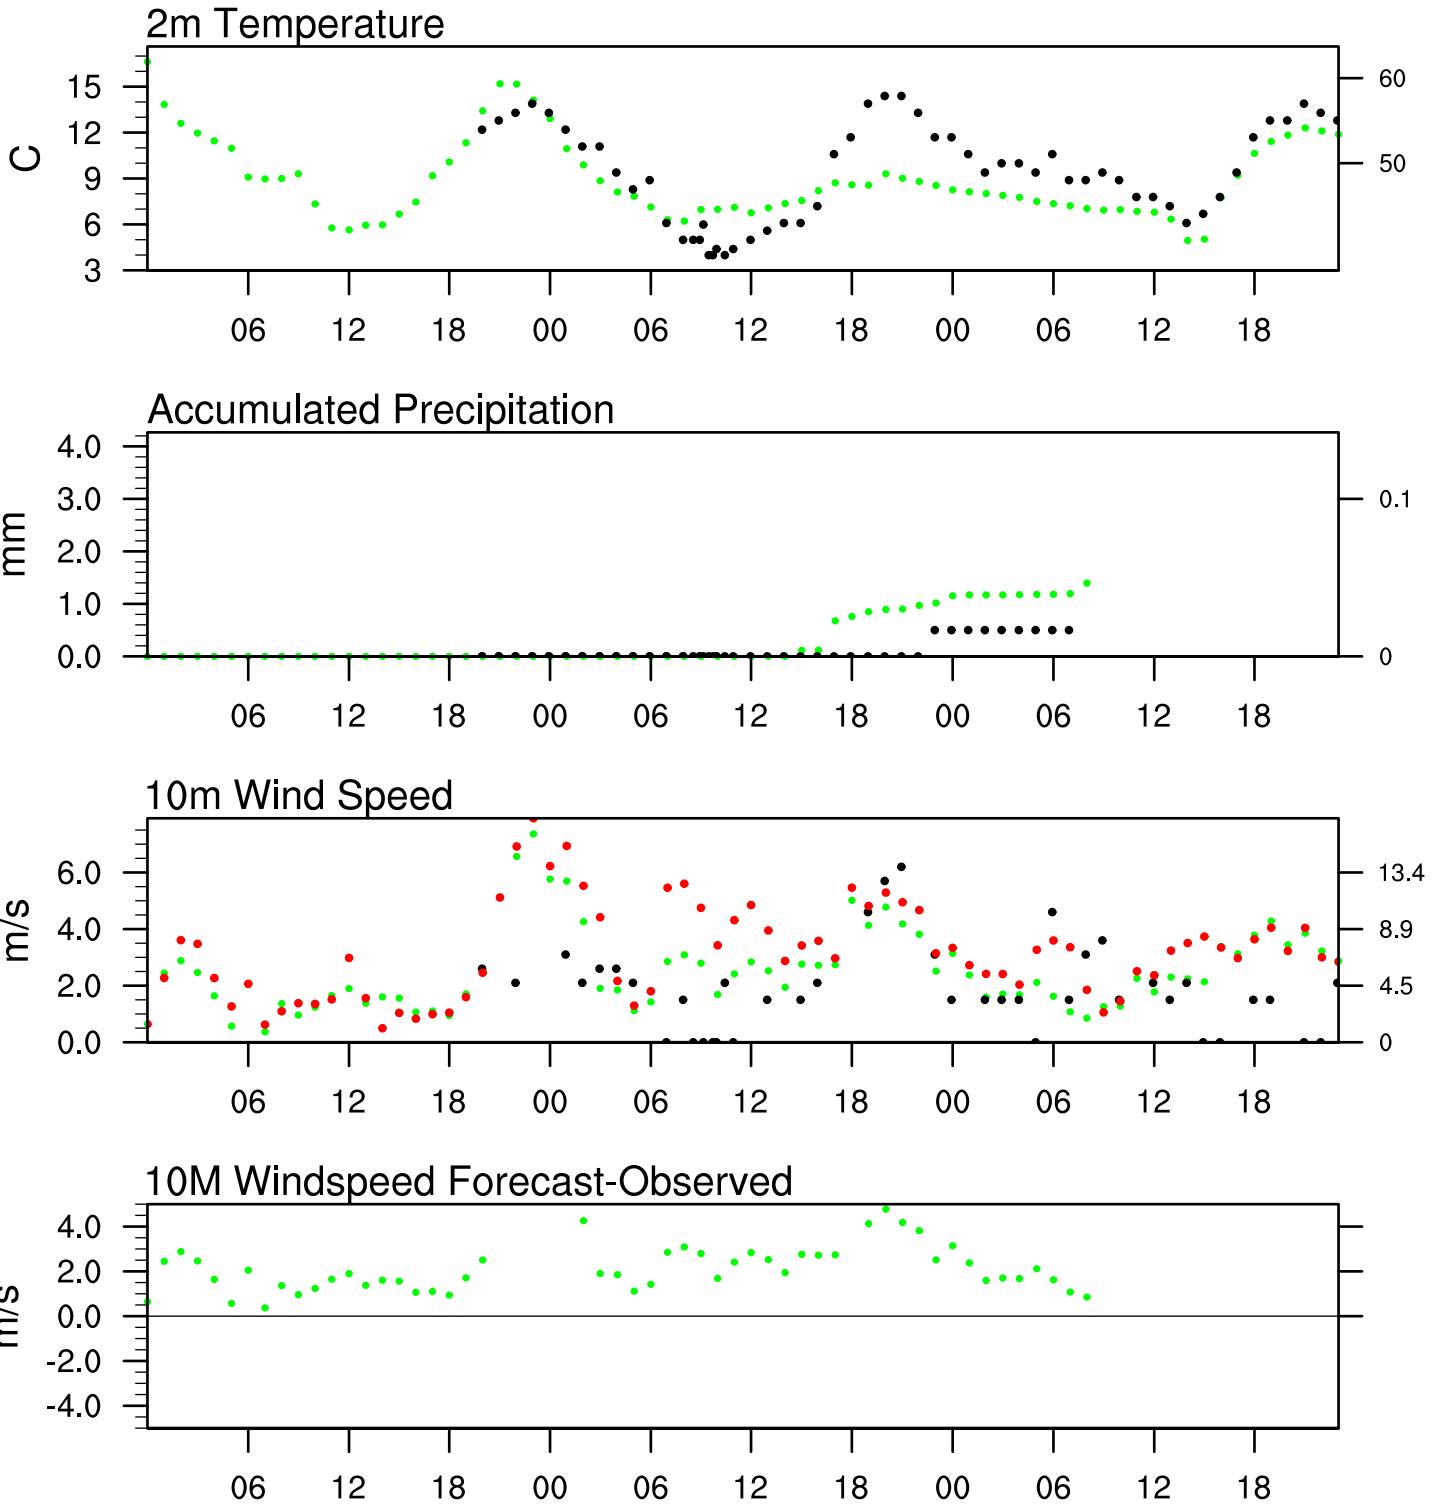 2m Temperature
C
15
12
9
6
3
60
50
06 12 18 00 06 12 18 00 06 12 18
Accumulated Precipitation
mm
4.0
3.0
2.0
1.0
0.0
0.1
0
06 12 18 00 06 12 18 00 06 12 18
10m Wind Speed
m/s
6.0
4.0
2.0
0.0
13.4
8.9
4.5
0
06 12 18 00 06 12 18 00 06 12 18
10M Windspeed Forecast-Observed
m/s
4.0
2.0
0.0
-2.0
-4.0
06 12 18 00 06 12 18 00 06 12 18